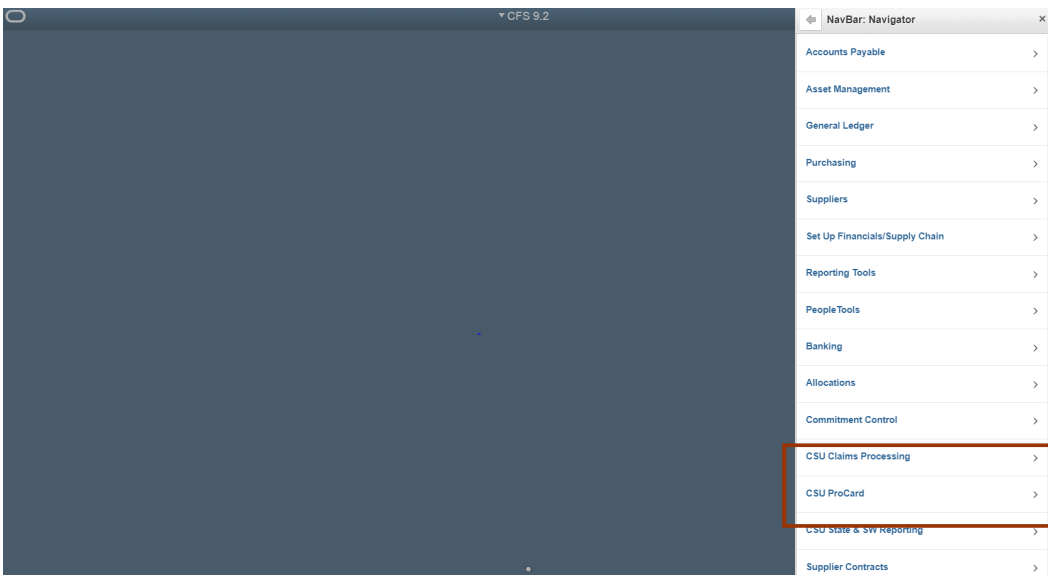 CFS 9.2
NavBar: Navigator
Accounts Payable
Asset Management
General Ledger
Purchasing
Suppliers
Set Up Financials/Supply Chain
Reporting Tools
PeopleTools
Banking
Allocations
Commitment Control
CSU Claims Processing
CSU ProCard
CSU State & SW Reporting
Supplier Contracts